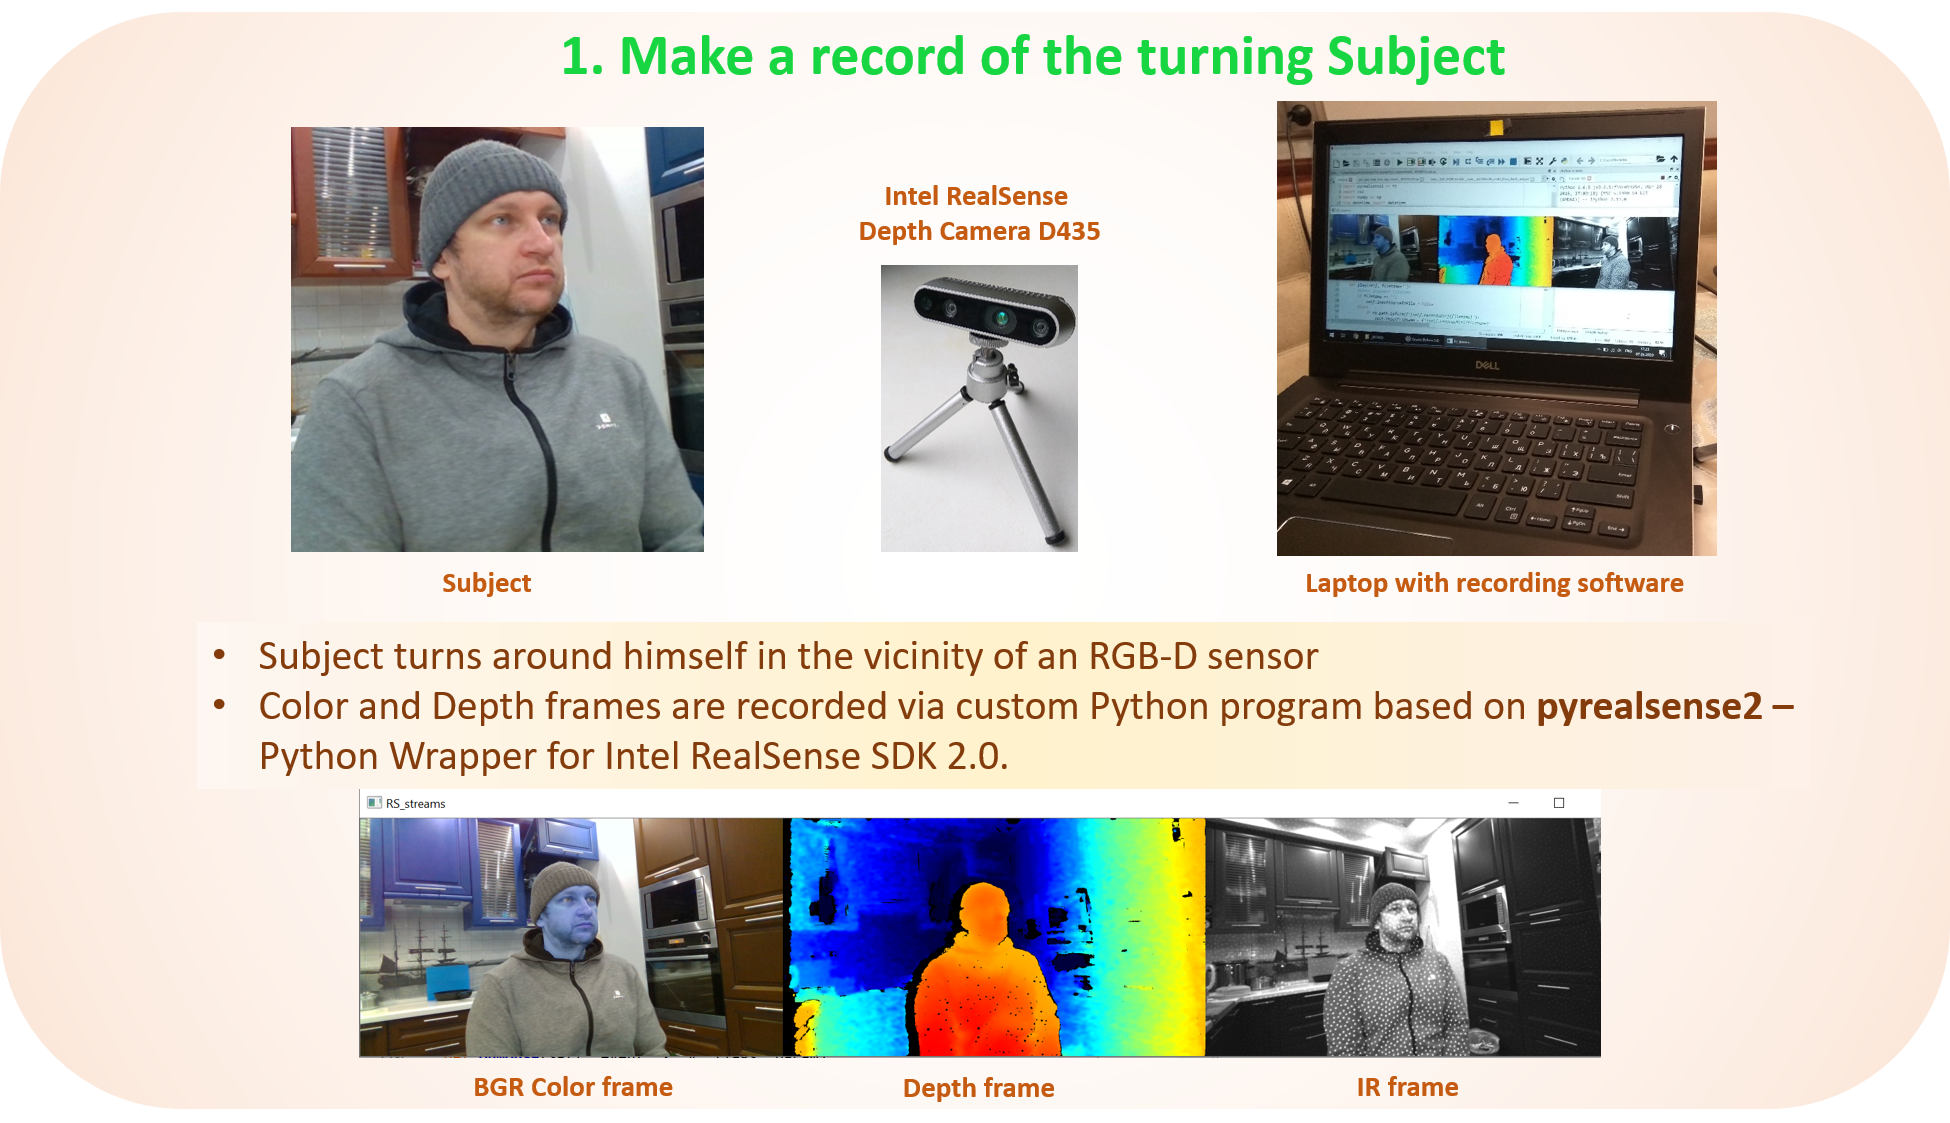 1. Make a record of the turning Subject
Intel RealSense
Depth Camera D435
DELL
Subject
Laptop with recording software
• Subject turns around himself in the vicinity of an RGB-D sensor
• Color and Depth frames are recorded via custom Python program based on pyrealsense2 –
Python Wrapper for Intel RealSense SDK 2.0.
RS_streams
BGR Color frame
Depth frame
IR frame